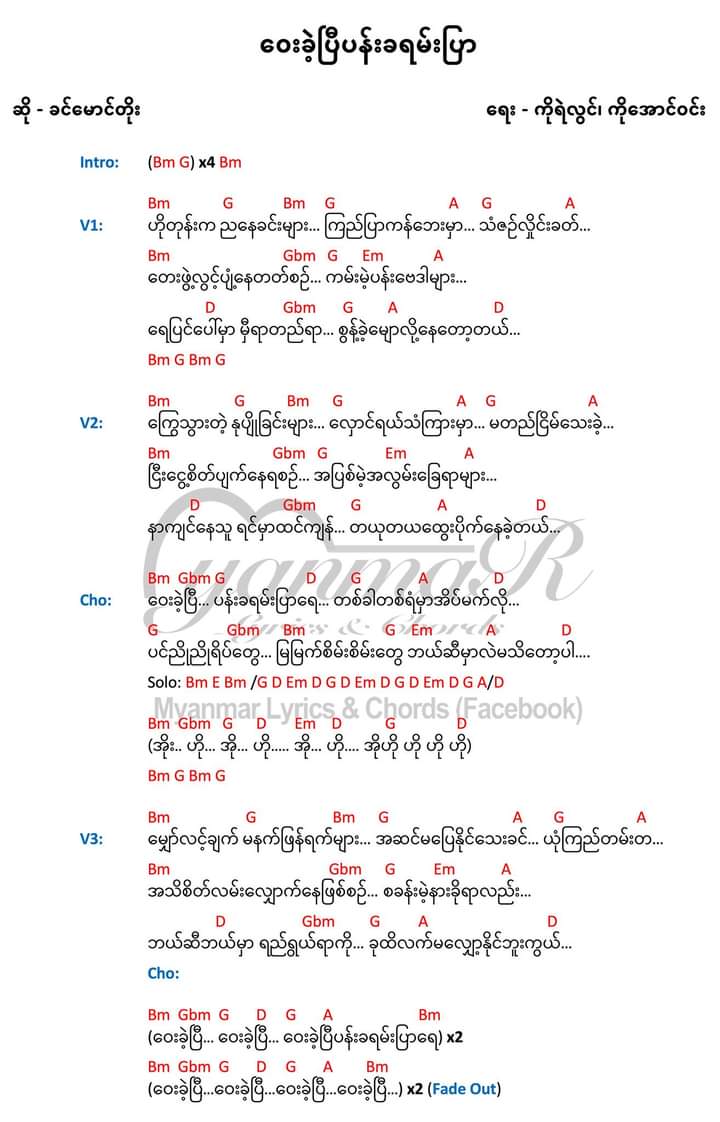 ဝေးခဲ့ပြီပန်းခရမ်းပြာ
ဆို - ခင်မောင်တိုး
ရေး - ကိုရဲလွင်၊ ကိုအောင်ဝင်း
Intro: (Bm G) x4 Bm
Bm G Bm G A G A
V1: ဟိုတုန်းက ညနေခင်းများ... ကြည်ပြာကန်ဘေးမှာ... သံစဉ်လှိုင်းခတ်...
Bm Gbm G Em A
တေးဖွဲ့လွင့်ပျံ့နေတတ်စဉ်... ကမ်းမဲ့ပန်းဗေဒါများ...
D Gbm G A D
ရေပြင်ပေါ်မှာ မှီရာတည်ရာ... စွန့်ခဲ့မျောလို့နေတော့တယ်...
Bm G Bm G
Bm G Bm G A G A
V2: ကြွေသွားတဲ့ နုပျိုခြင်းများ... လှောင်ရယ်သံကြားမှာ... မတည်ငြိမ်သေးခဲ့...
Bm Gbm G Em A
ငြီးငွေ့စိတ်ပျက်နေရစဉ်... အပြစ်မဲ့အလွမ်းခြေရာများ...
D Gbm G A D
နာကျင်နေသူ ရင်မှာထင်ကျန်... တယုတယထွေးပိုက်နေခဲ့တယ်...
Bm Gbm G D G A D
Cho: ဝေးခဲ့ပြီ... ပန်းခရမ်းပြာရေ... တစ်ခါတစ်ရံမှာအိပ်မက်လို...
G Gbm Bm G Em A D
ပင်ညိုညိုရိပ်တွေ... မြမြက်စိမ်းစိမ်းတွေ ဘယ်ဆီမှာလဲမသိတော့ပါ....
Solo: Bm E Bm /G D Em D G D Em D G D Em D G A/D
Myanmar Lyrics & Chords (Facebook)
Bm Gbm G D Em D G D
(အိုး.. ဟို... အို... ဟို..... အို... ဟို.... အိုဟို ဟို ဟို ဟို)
Bm G Bm G
Bm G Bm G A G A
V3: မျှော်လင့်ချက် မနက်ဖြန်ရက်များ... အဆင်မပြေနိုင်သေးခင်... ယုံကြည်တမ်းတ...
Bm Gbm G Em A
အသိစိတ်လမ်းလျှောက်နေဖြစ်စဉ်... စခန်းမဲ့နားခိုရာလည်း...
D Gbm G A D
ဘယ်ဆီဘယ်မှာ ရည်ရွယ်ရာကို... ခုထိလက်မလျှော့နိုင်ဘူးကွယ်...
Cho:
Bm Gbm G D G A Bm
(ဝေးခဲ့ပြီ... ဝေးခဲ့ပြီ... ဝေးခဲ့ပြီပန်းခရမ်းပြာရေ) x2
Bm Gbm G D G A Bm
(ဝေးခဲ့ပြီ...ဝေးခဲ့ပြီ...ဝေးခဲ့ပြီ...ဝေးခဲ့ပြီ...) x2 (Fade Out)